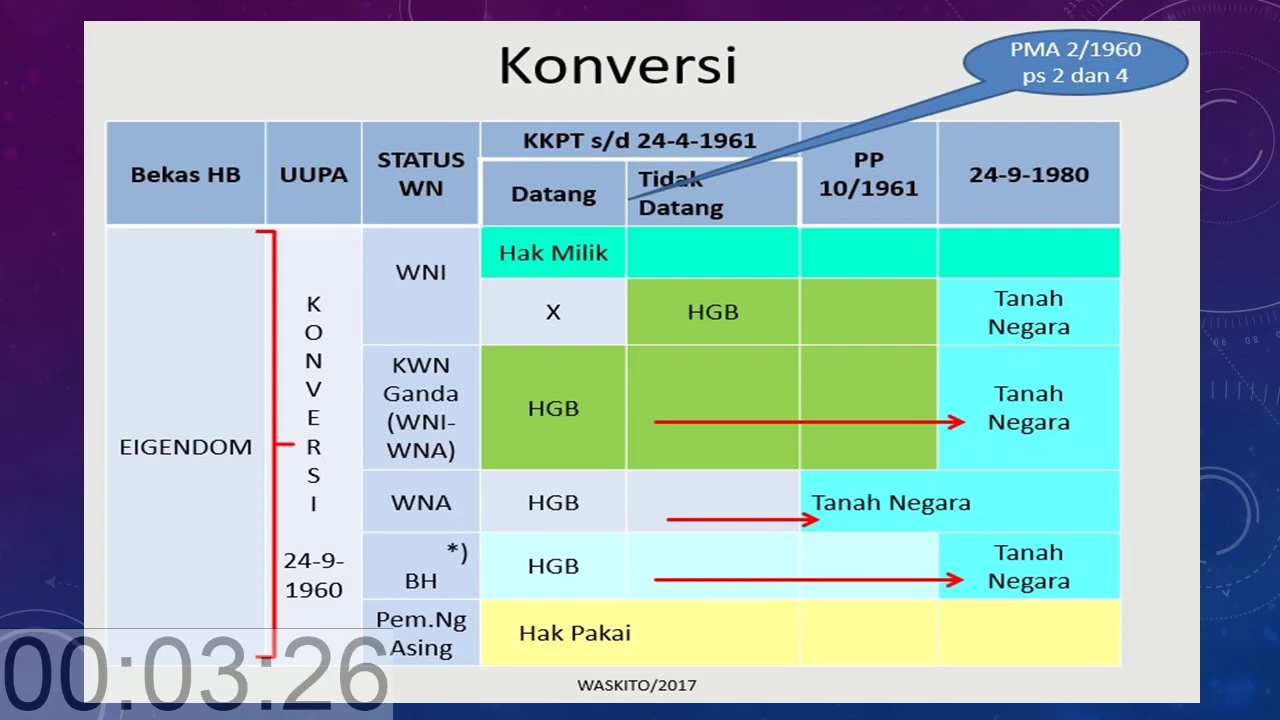 Konversi
PMA 2/1960
ps 2 dan 4
Bekas HB
UUPA
STATUS
WN
KKPT s/d 24-4-1961
Datang
Tidak
Datang
PP
10/1961
24-9-1980
EIGENDOM
K
O
N
V
E
R
S
I
24-9-
1960
WNI
Hak Milik
X
HGB
Tanah
Negara
KWN
Ganda
(WNI-
WNA)
HGB
Tanah
Negara
WNA
HGB
Tanah Negara
*)
BH
HGB
Tanah
Negara
Pem.Ng
Asing
Hak Pakai
00:03:26
WASKITO/2017